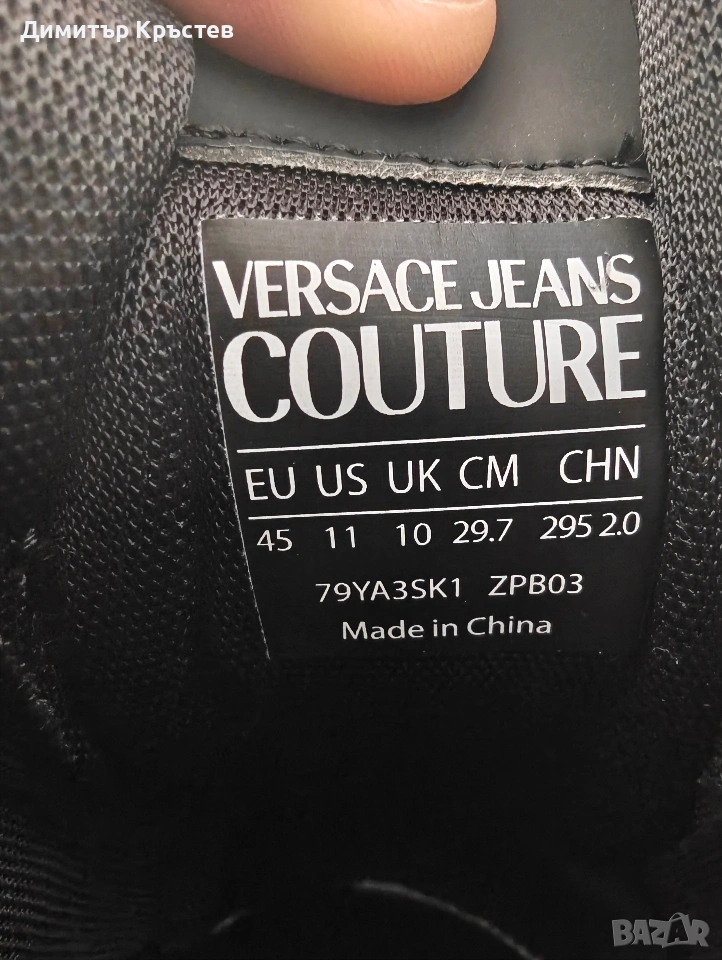 Димитър Кръстев
VERSACE JEANS
COUTURE
EU US UK CM CHN
45 11 10 29.7 295 2.0
79YA3SK1 ZPB03
Made in China
BAZAR